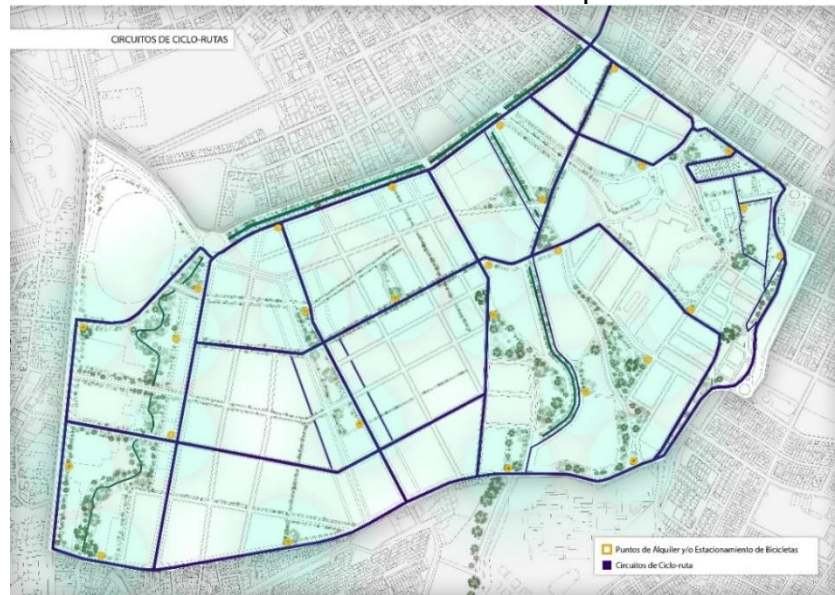 CIRCUITOS DE CICLO-RUTAS
Puntos de Alquiler y/o Estacionamiento de Bicicletas
Circuitos de Ciclo-ruta